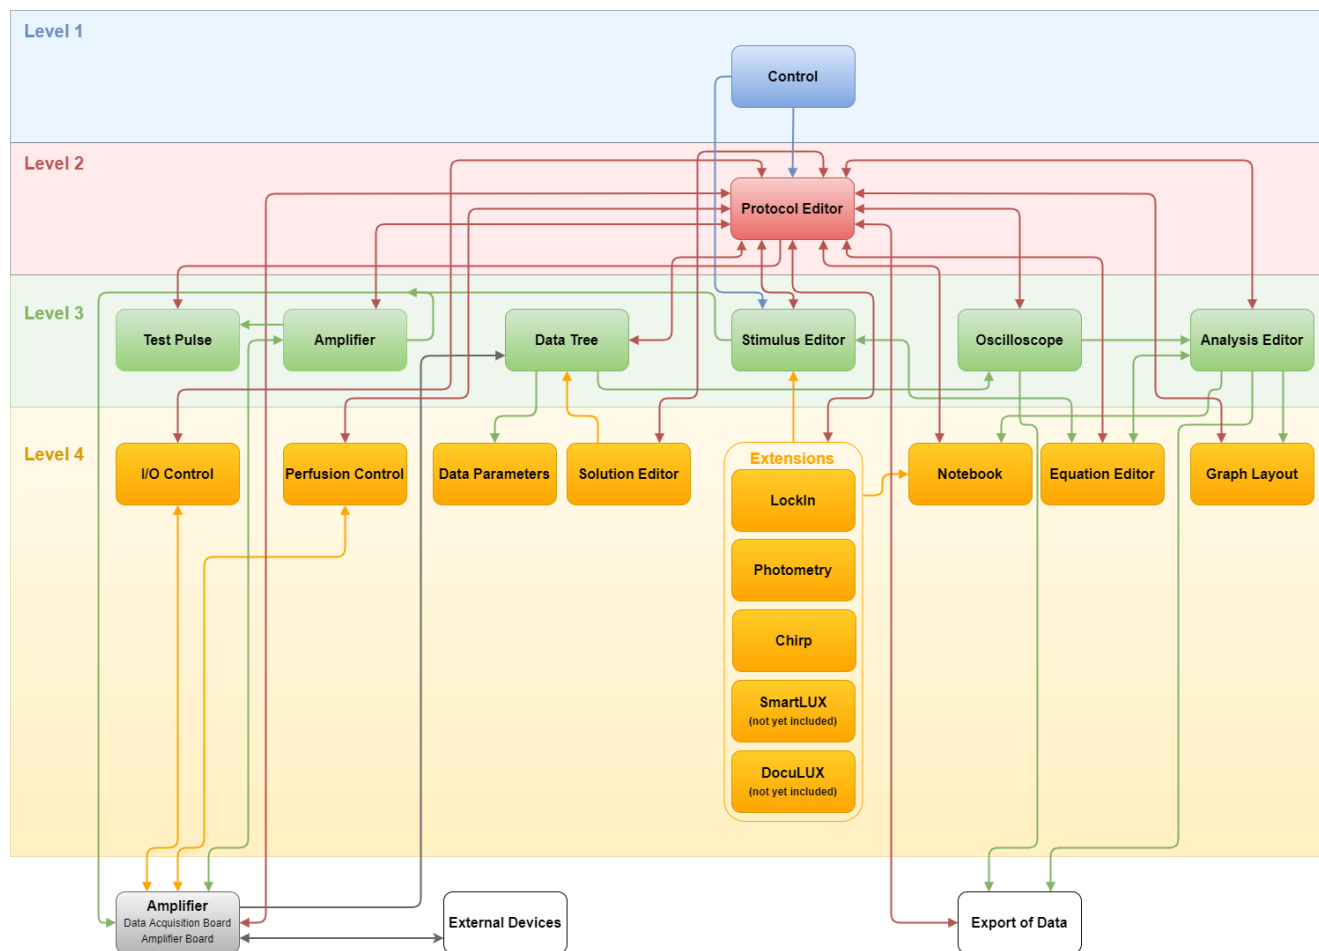 Level 1
Control
Level 2
Protocol Editor
Level 3
Test Pulse
Amplifier
Data Tree
Stimulus Editor
Oscilloscope
Analysis Editor
Level 4
I/O Control
Perfusion Control
Data Parameters
Solution Editor
Extensions
LockIn
Photometry
Chirp
SmartLUX
(not yet included)
DocuLUX
(not yet included)
Notebook
Equation Editor
Graph Layout
Amplifier
Data Acquisition Board
Amplifier Board
External Devices
Export of Data